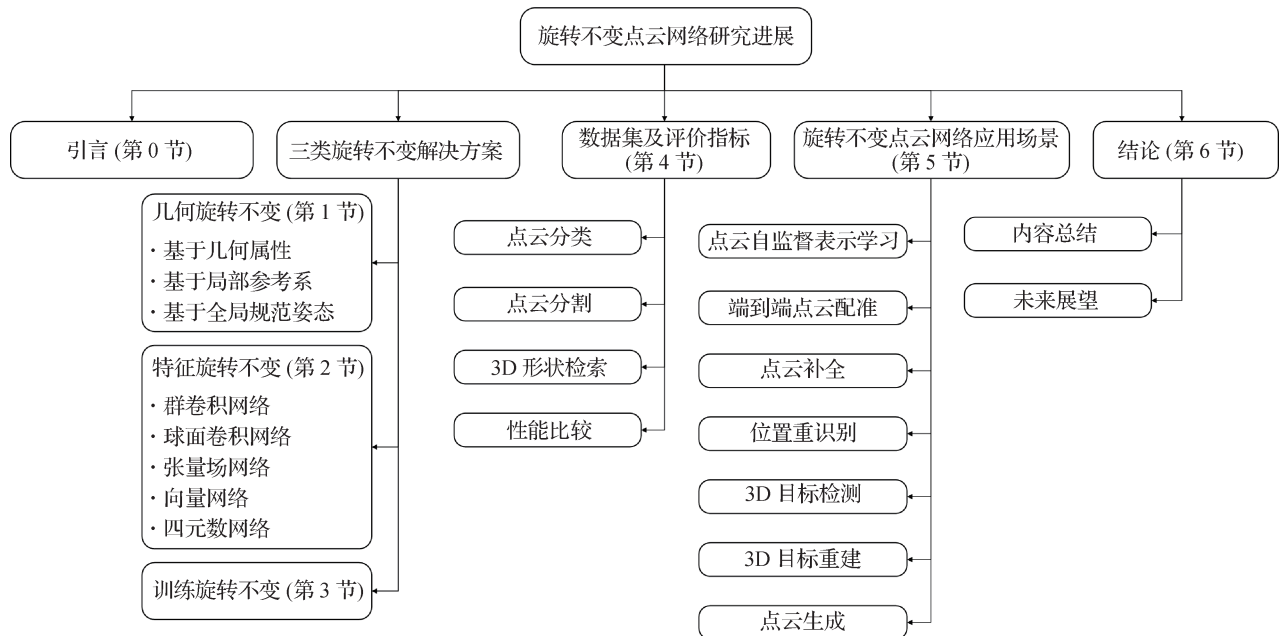 旋转不变点云网络研究进展
引言 (第 0 节)
三类旋转不变解决方案
数据集及评价指标
(第 4 节)
旋转不变点云网络应用场景
(第 5 节)
结论 (第 6 节)
几何旋转不变 (第 1 节)
· 基于几何属性
· 基于局部参考系
· 基于全局规范姿态
特征旋转不变 (第 2 节)
· 群卷积网络
· 球面卷积网络
· 张量场网络
· 向量网络
· 四元数网络
训练旋转不变 (第 3 节)
点云分类
点云分割
3D 形状检索
性能比较
点云自监督表示学习
端到端点云配准
点云补全
位置重识别
3D 目标检测
3D 目标重建
点云生成
内容总结
未来展望